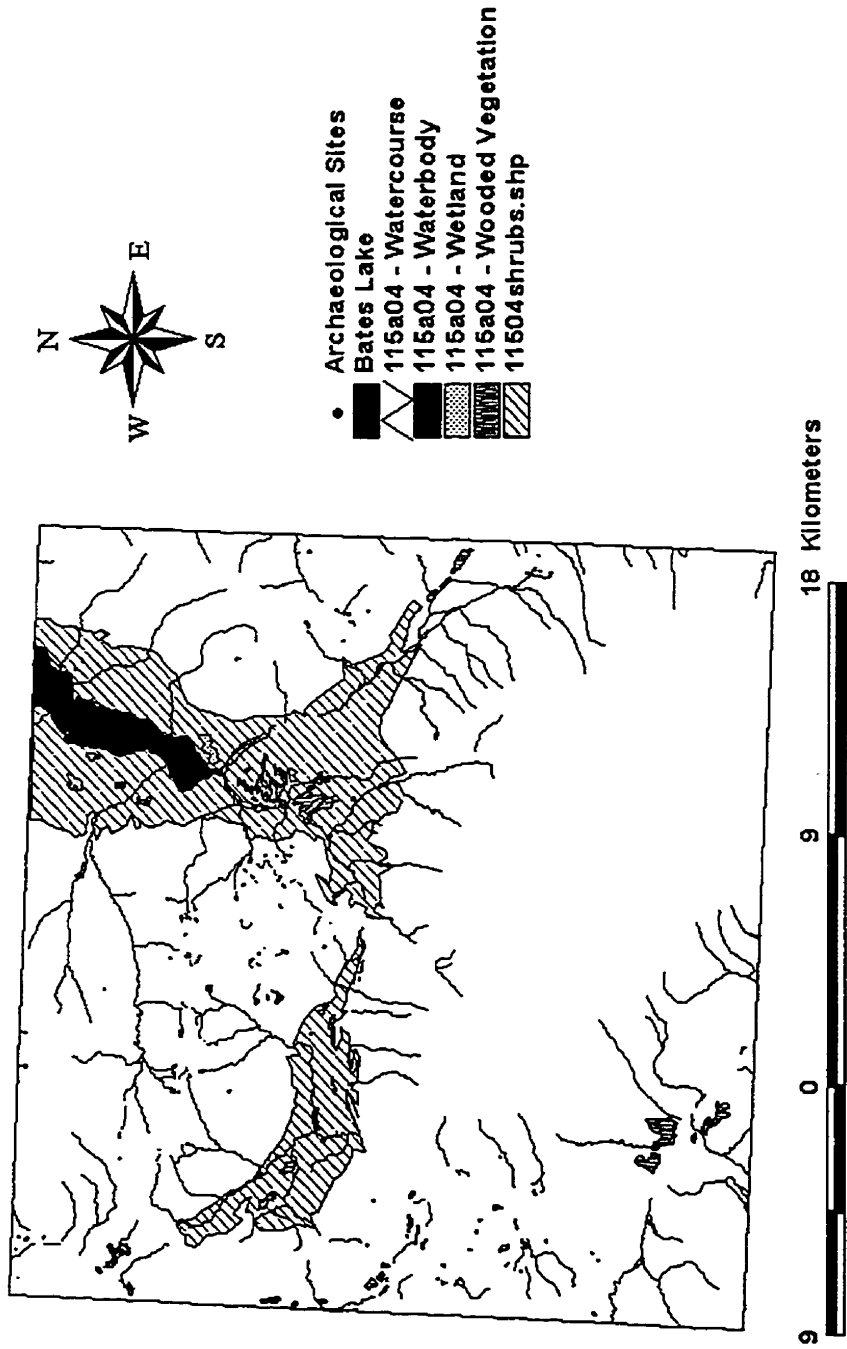 N
W E
S
Archaeological Sites
Bates Lake
115a04 - Watercourse
115a04 - Waterbody
115a04 - Wetland
115a04 - Wooded Vegetation
11504shrubs.shp
9 0 9 18 Kilometers